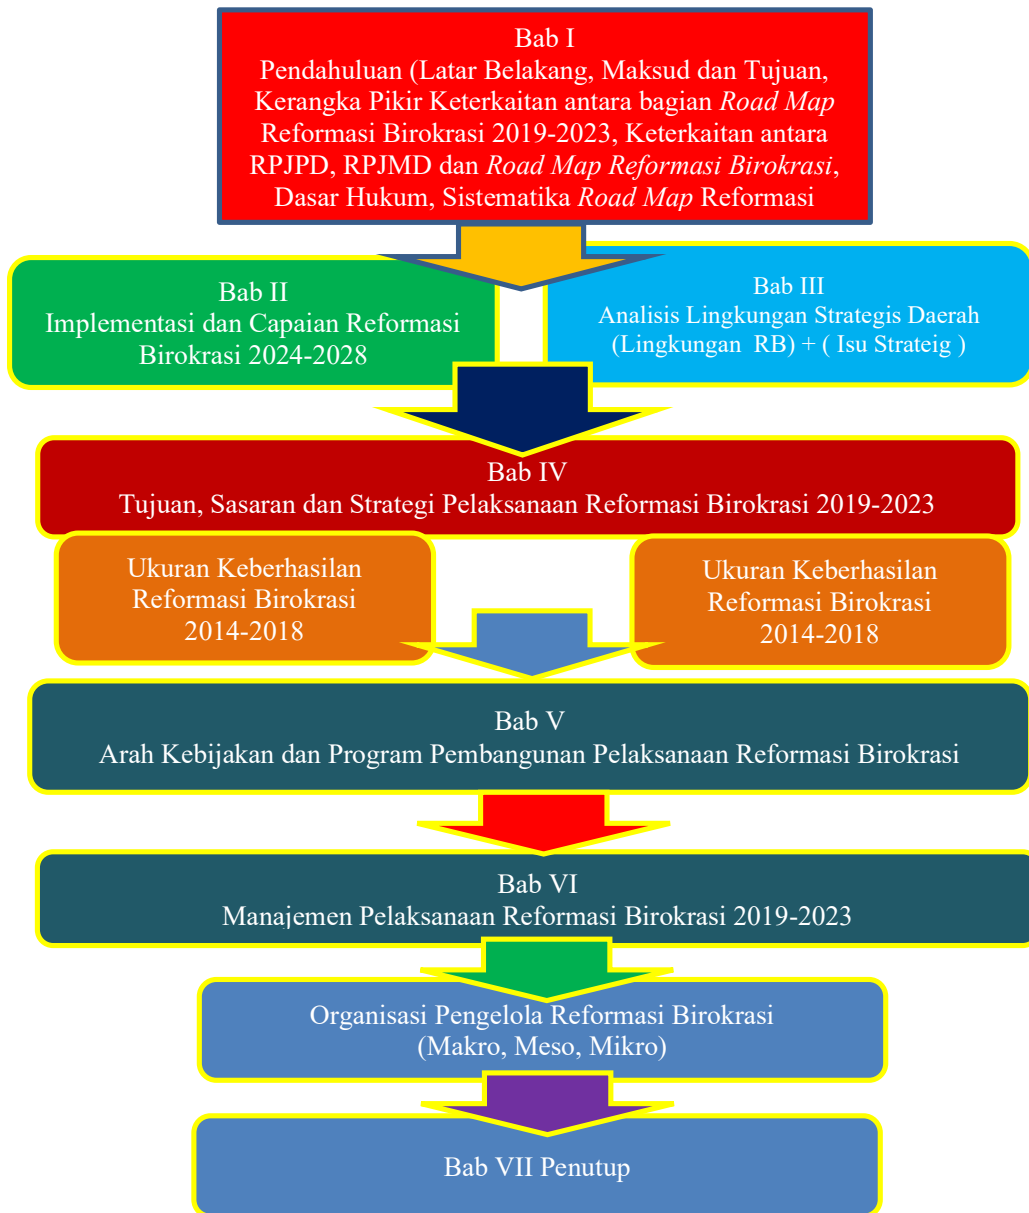 Bab I
Pendahuluan (Latar Belakang, Maksud dan Tujuan,
Kerangka Pikir Keterkaitan antara bagian Road Map
Reformasi Birokrasi 2019-2023, Keterkaitan antara
RPJPD, RPJMD dan Road Map Reformasi Birokrasi,
Dasar Hukum, Sistematika Road Map Reformasi
Bab II
Implementasi dan Capaian Reformasi
Birokrasi 2024-2028
Bab III
Analisis Lingkungan Strategis Daerah
(Lingkungan RB) + ( Isu Strateig )
Bab IV
Tujuan, Sasaran dan Strategi Pelaksanaan Reformasi Birokrasi 2019-2023
Ukuran Keberhasilan
Reformasi Birokrasi
2014-2018
Ukuran Keberhasilan
Reformasi Birokrasi
2014-2018
Bab V
Arah Kebijakan dan Program Pembangunan Pelaksanaan Reformasi Birokrasi
Bab VI
Manajemen Pelaksanaan Reformasi Birokrasi 2019-2023
Organisasi Pengelola Reformasi Birokrasi
(Makro, Meso, Mikro)
Bab VII Penutup